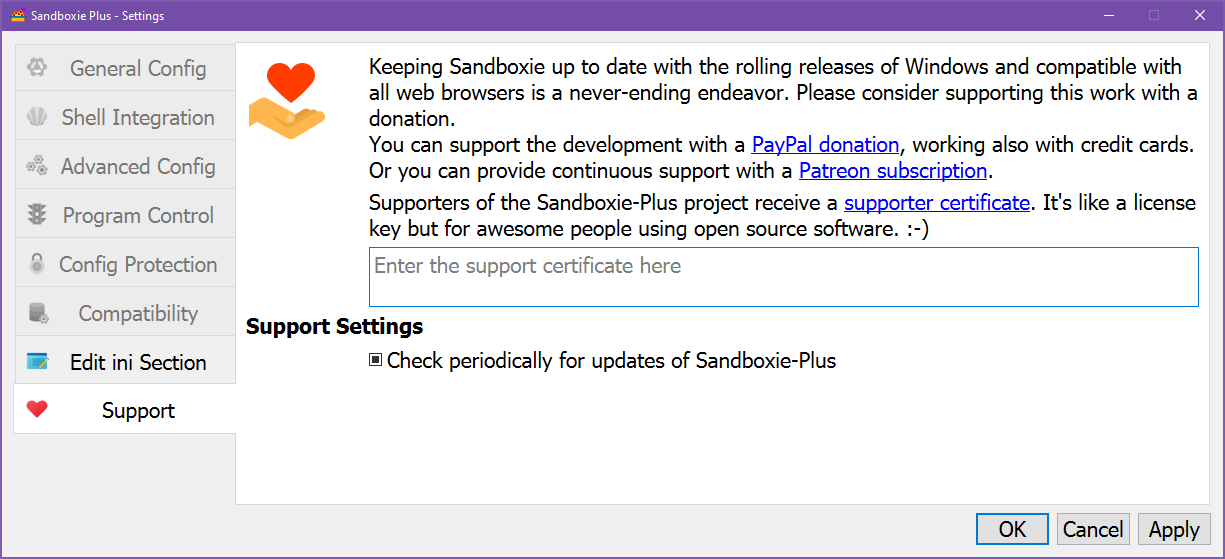 Sandboxie Plus - Settings
General Config
Shell Integration
Advanced Config
Program Control
Config Protection
Compatibility
Edit ini Section
Support
Keeping Sandboxie up to date with the rolling releases of Windows and compatible with
all web browsers is a never-ending endeavor. Please consider supporting this work with a
donation.
You can support the development with a PayPal donation, working also with credit cards.
Or you can provide continuous support with a Patreon subscription.
Supporters of the Sandboxie-Plus project receive a supporter certificate. It's like a license
key but for awesome people using open source software. :-)
Enter the support certificate here
Support Settings
Check periodically for updates of Sandboxie-Plus
OK Cancel Apply